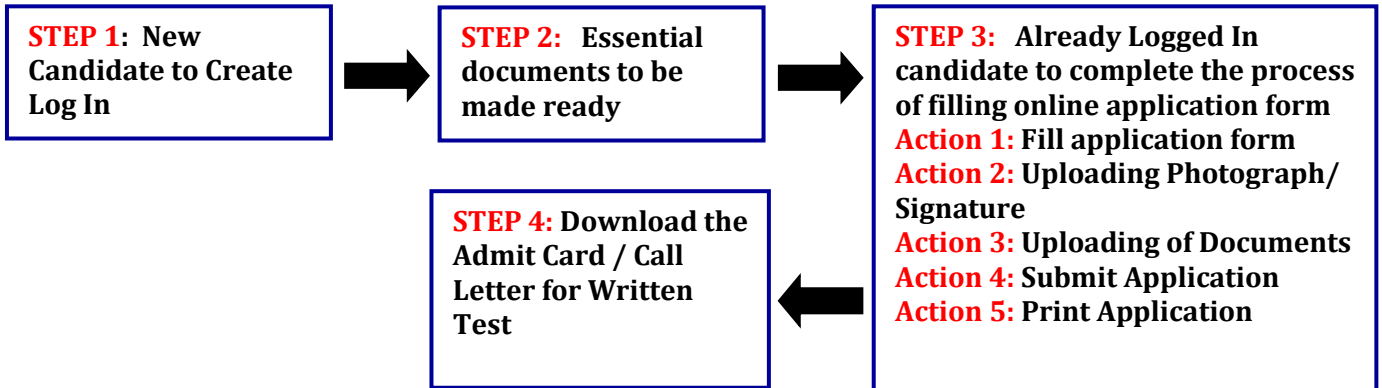 STEP 1: New
Candidate to Create
Log In
STEP 2: Essential
documents to be
made ready
STEP 3: Already Logged In
candidate to complete the process
of filling online application form
Action 1: Fill application form
Action 2: Uploading Photograph/
Signature
Action 3: Uploading of Documents
Action 4: Submit Application
Action 5: Print Application
STEP 4: Download the
Admit Card / Call
Letter for Written
Test